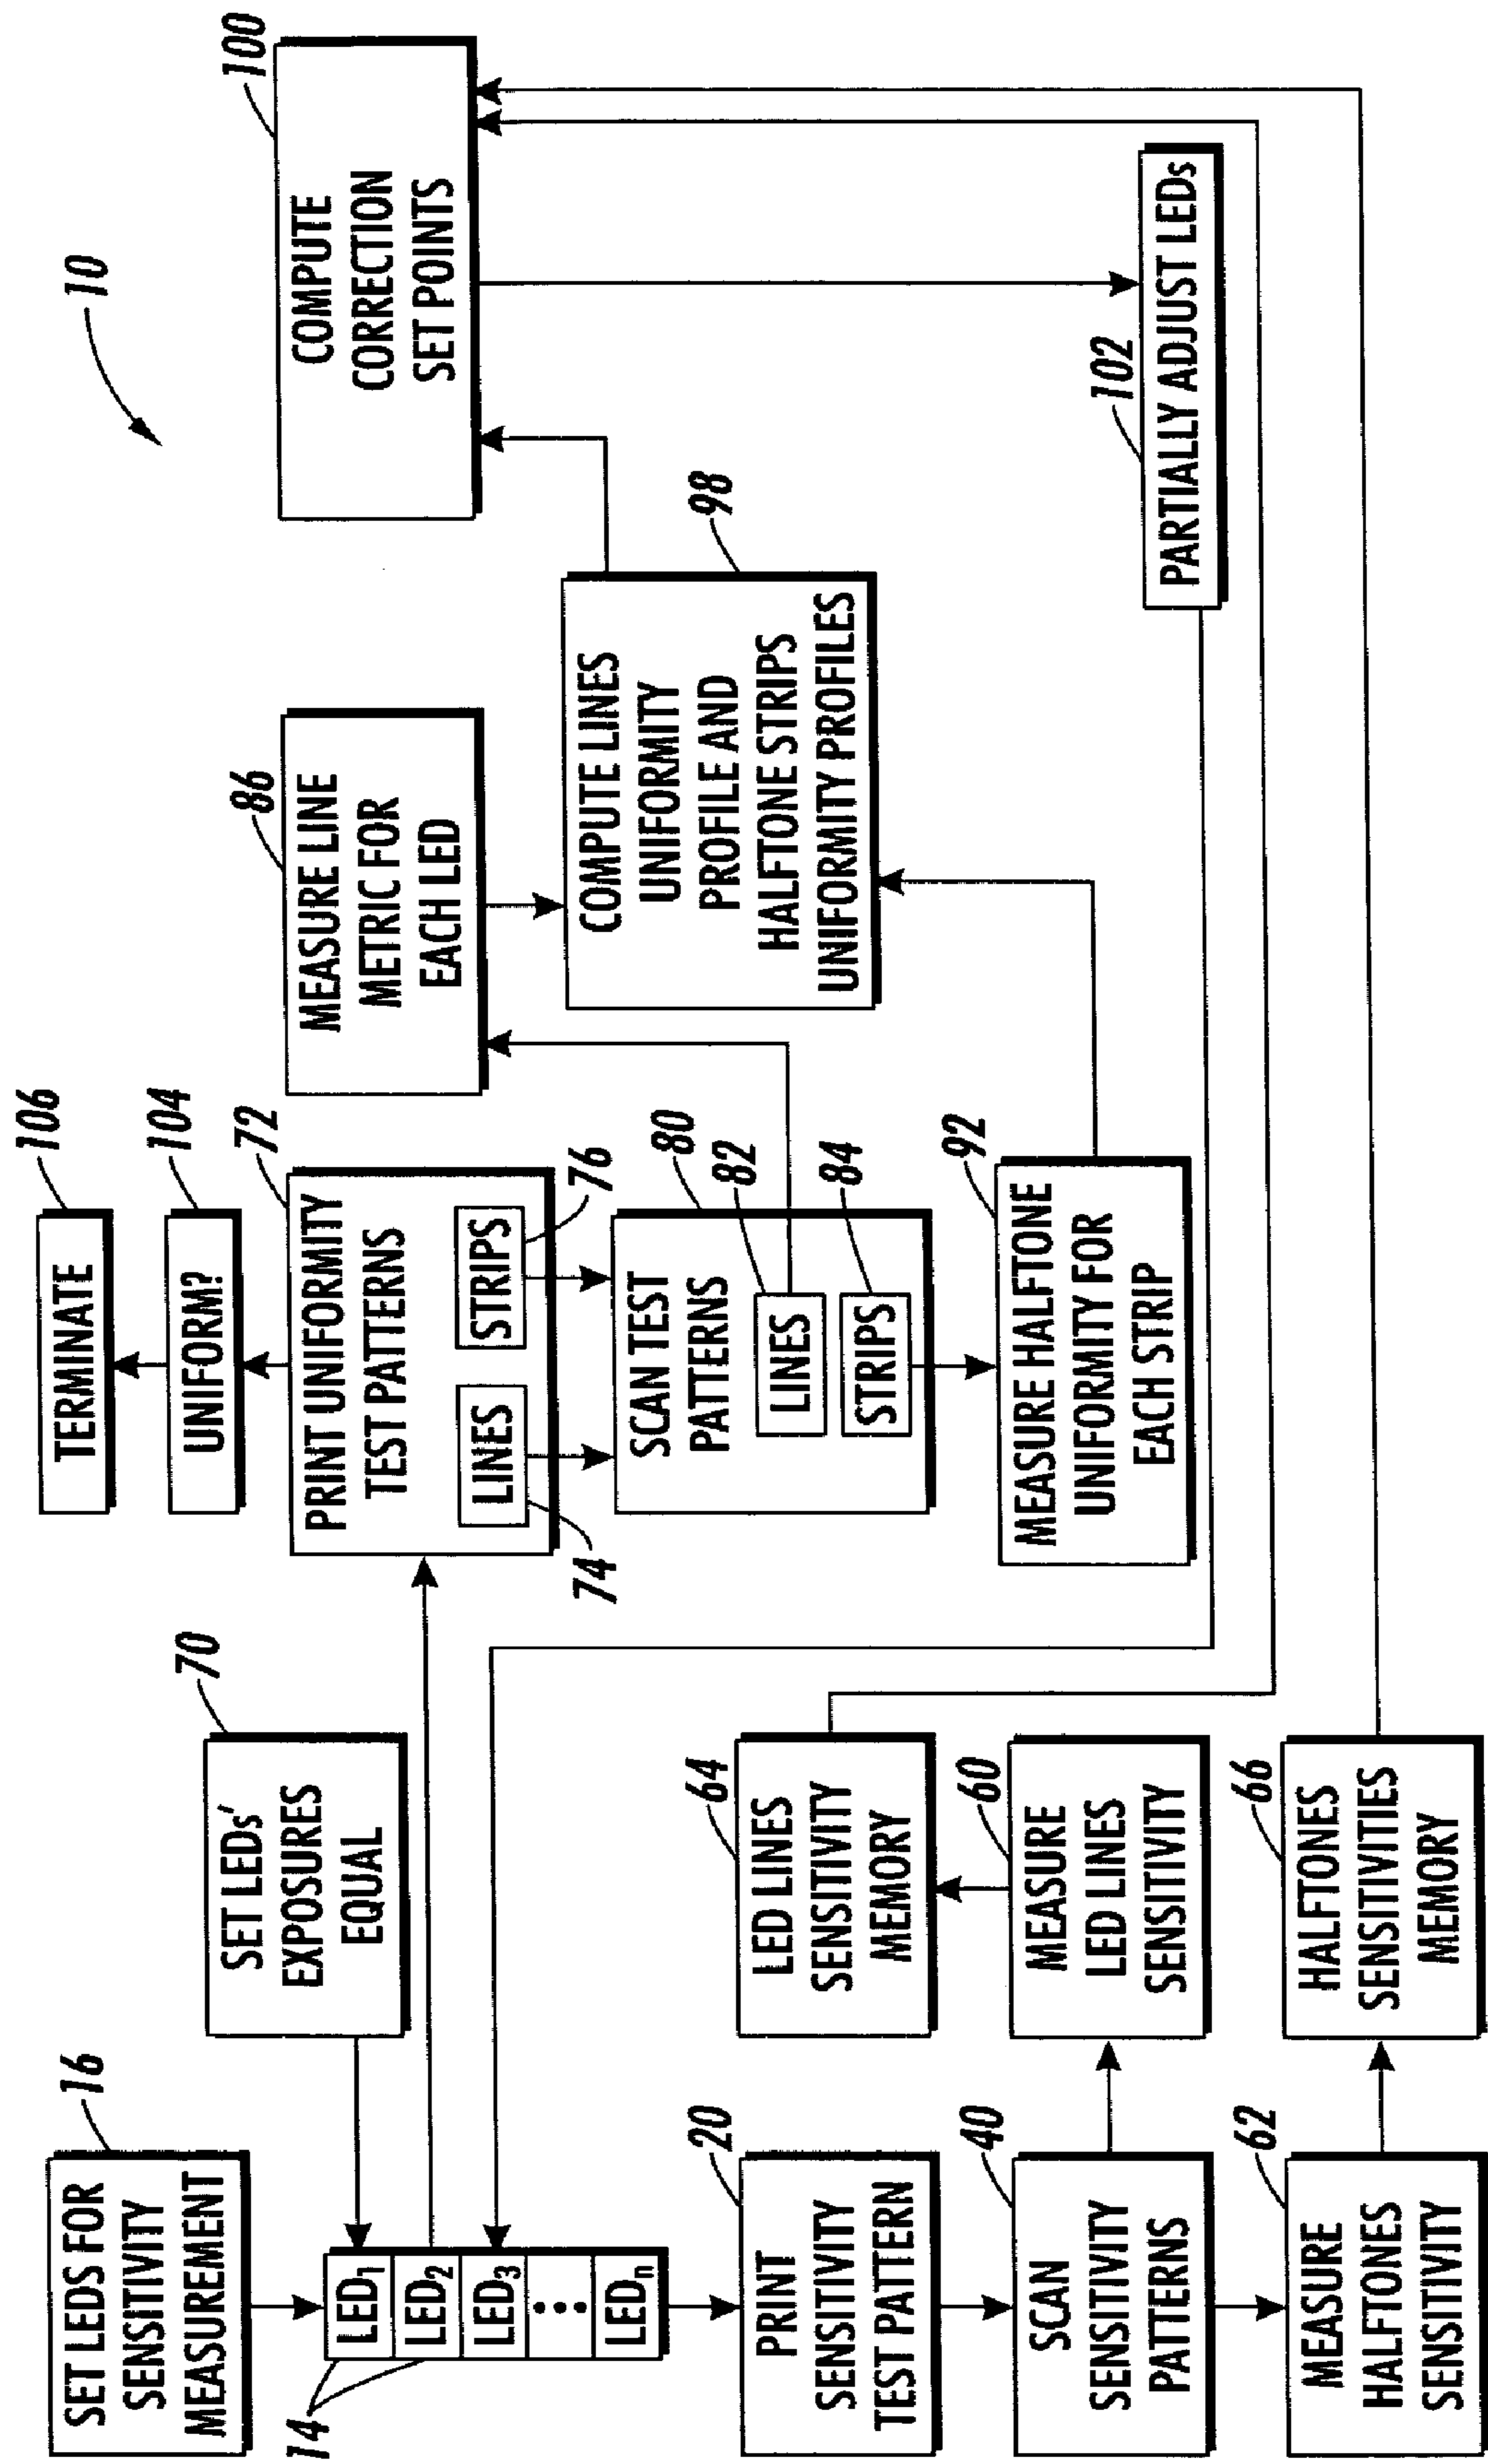 10
16
SET LEDS FOR
SENSITIVITY
MEASUREMENT
70
SET LEDs'
EXPOSURES
EQUAL
14
LED1
LED2
LED3
LEDn
20
PRINT
SENSITIVITY
TEST PATTERN
40
SCAN
SENSITIVITY
PATTERNS
62
MEASURE
HALFTONES
SENSITIVITY
64
LED LINES
SENSITIVITY
MEMORY
60
MEASURE
LED LINES
SENSITIVITY
66
HALFTONES
SENSITIVITIES
MEMORY
106
TERMINATE
104
UNIFORM?
72
PRINT UNIFORMITY
TEST PATTERNS
LINES
STRIPS
74
76
80
SCAN TEST
PATTERNS
82
LINES
84
STRIPS
92
MEASURE HALFTONE
UNIFORMITY FOR
EACH STRIP
86
MEASURE LINE
METRIC FOR
EACH LED
98
COMPUTE LINES
UNIFORMITY
PROFILE AND
HALFTONE STRIPS
UNIFORMITY PROFILES
100
COMPUTE
CORRECTION
SET POINTS
102
PARTIALLY ADJUST LEDs